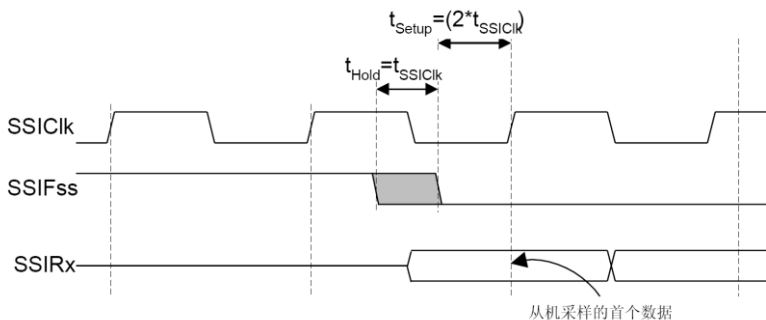 tSetup=(2*tSSIClk)
tHold=tSSIClk
SSIClk
SSIFss
SSIRx
从机采样的首个数据